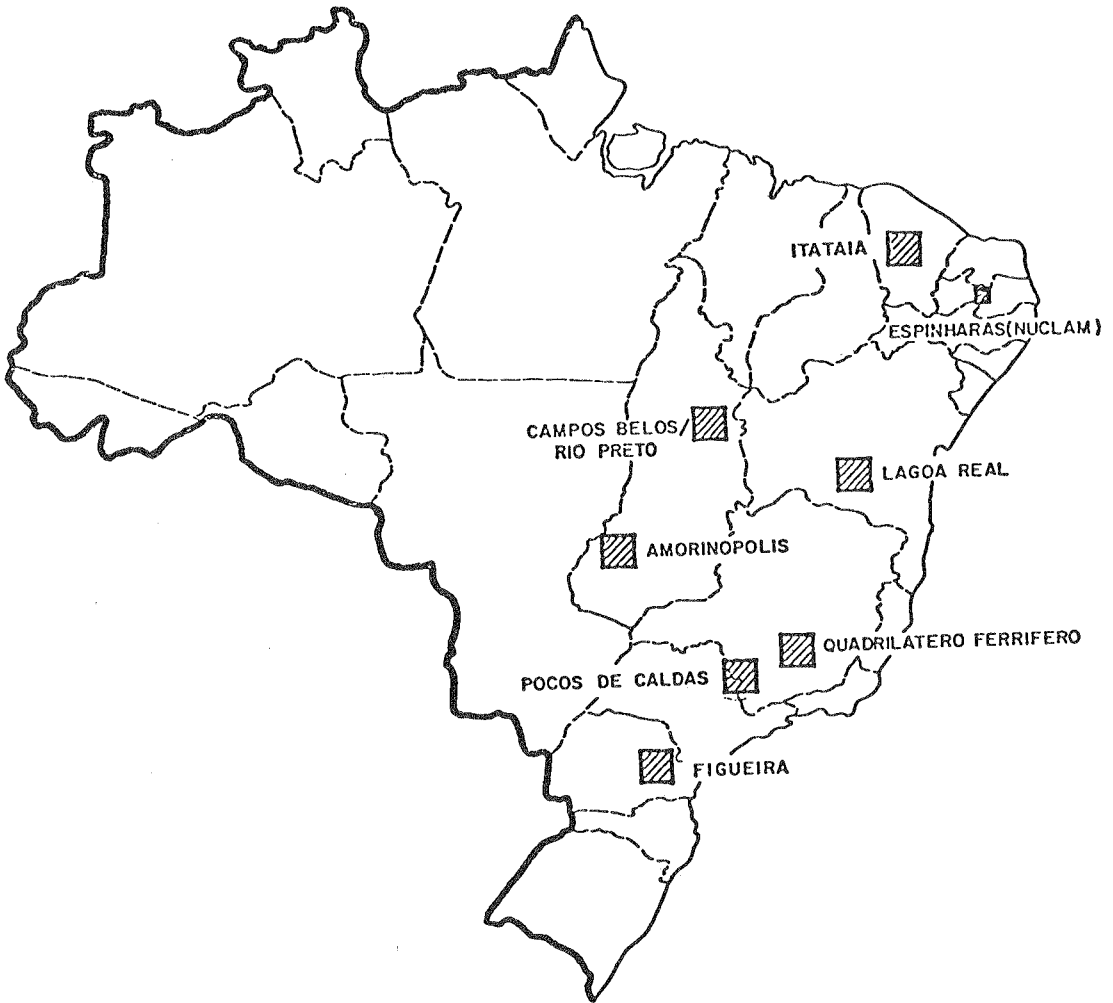 ITATAIA
ESPINHARAS(NUCLAM)
CAMPOS BELOS/
RIO PRETO
LAGOA REAL
AMORINOPOLIS
QUADRILATERO FERRIFERO
POCOS DE CALDAS
FIGUEIRA